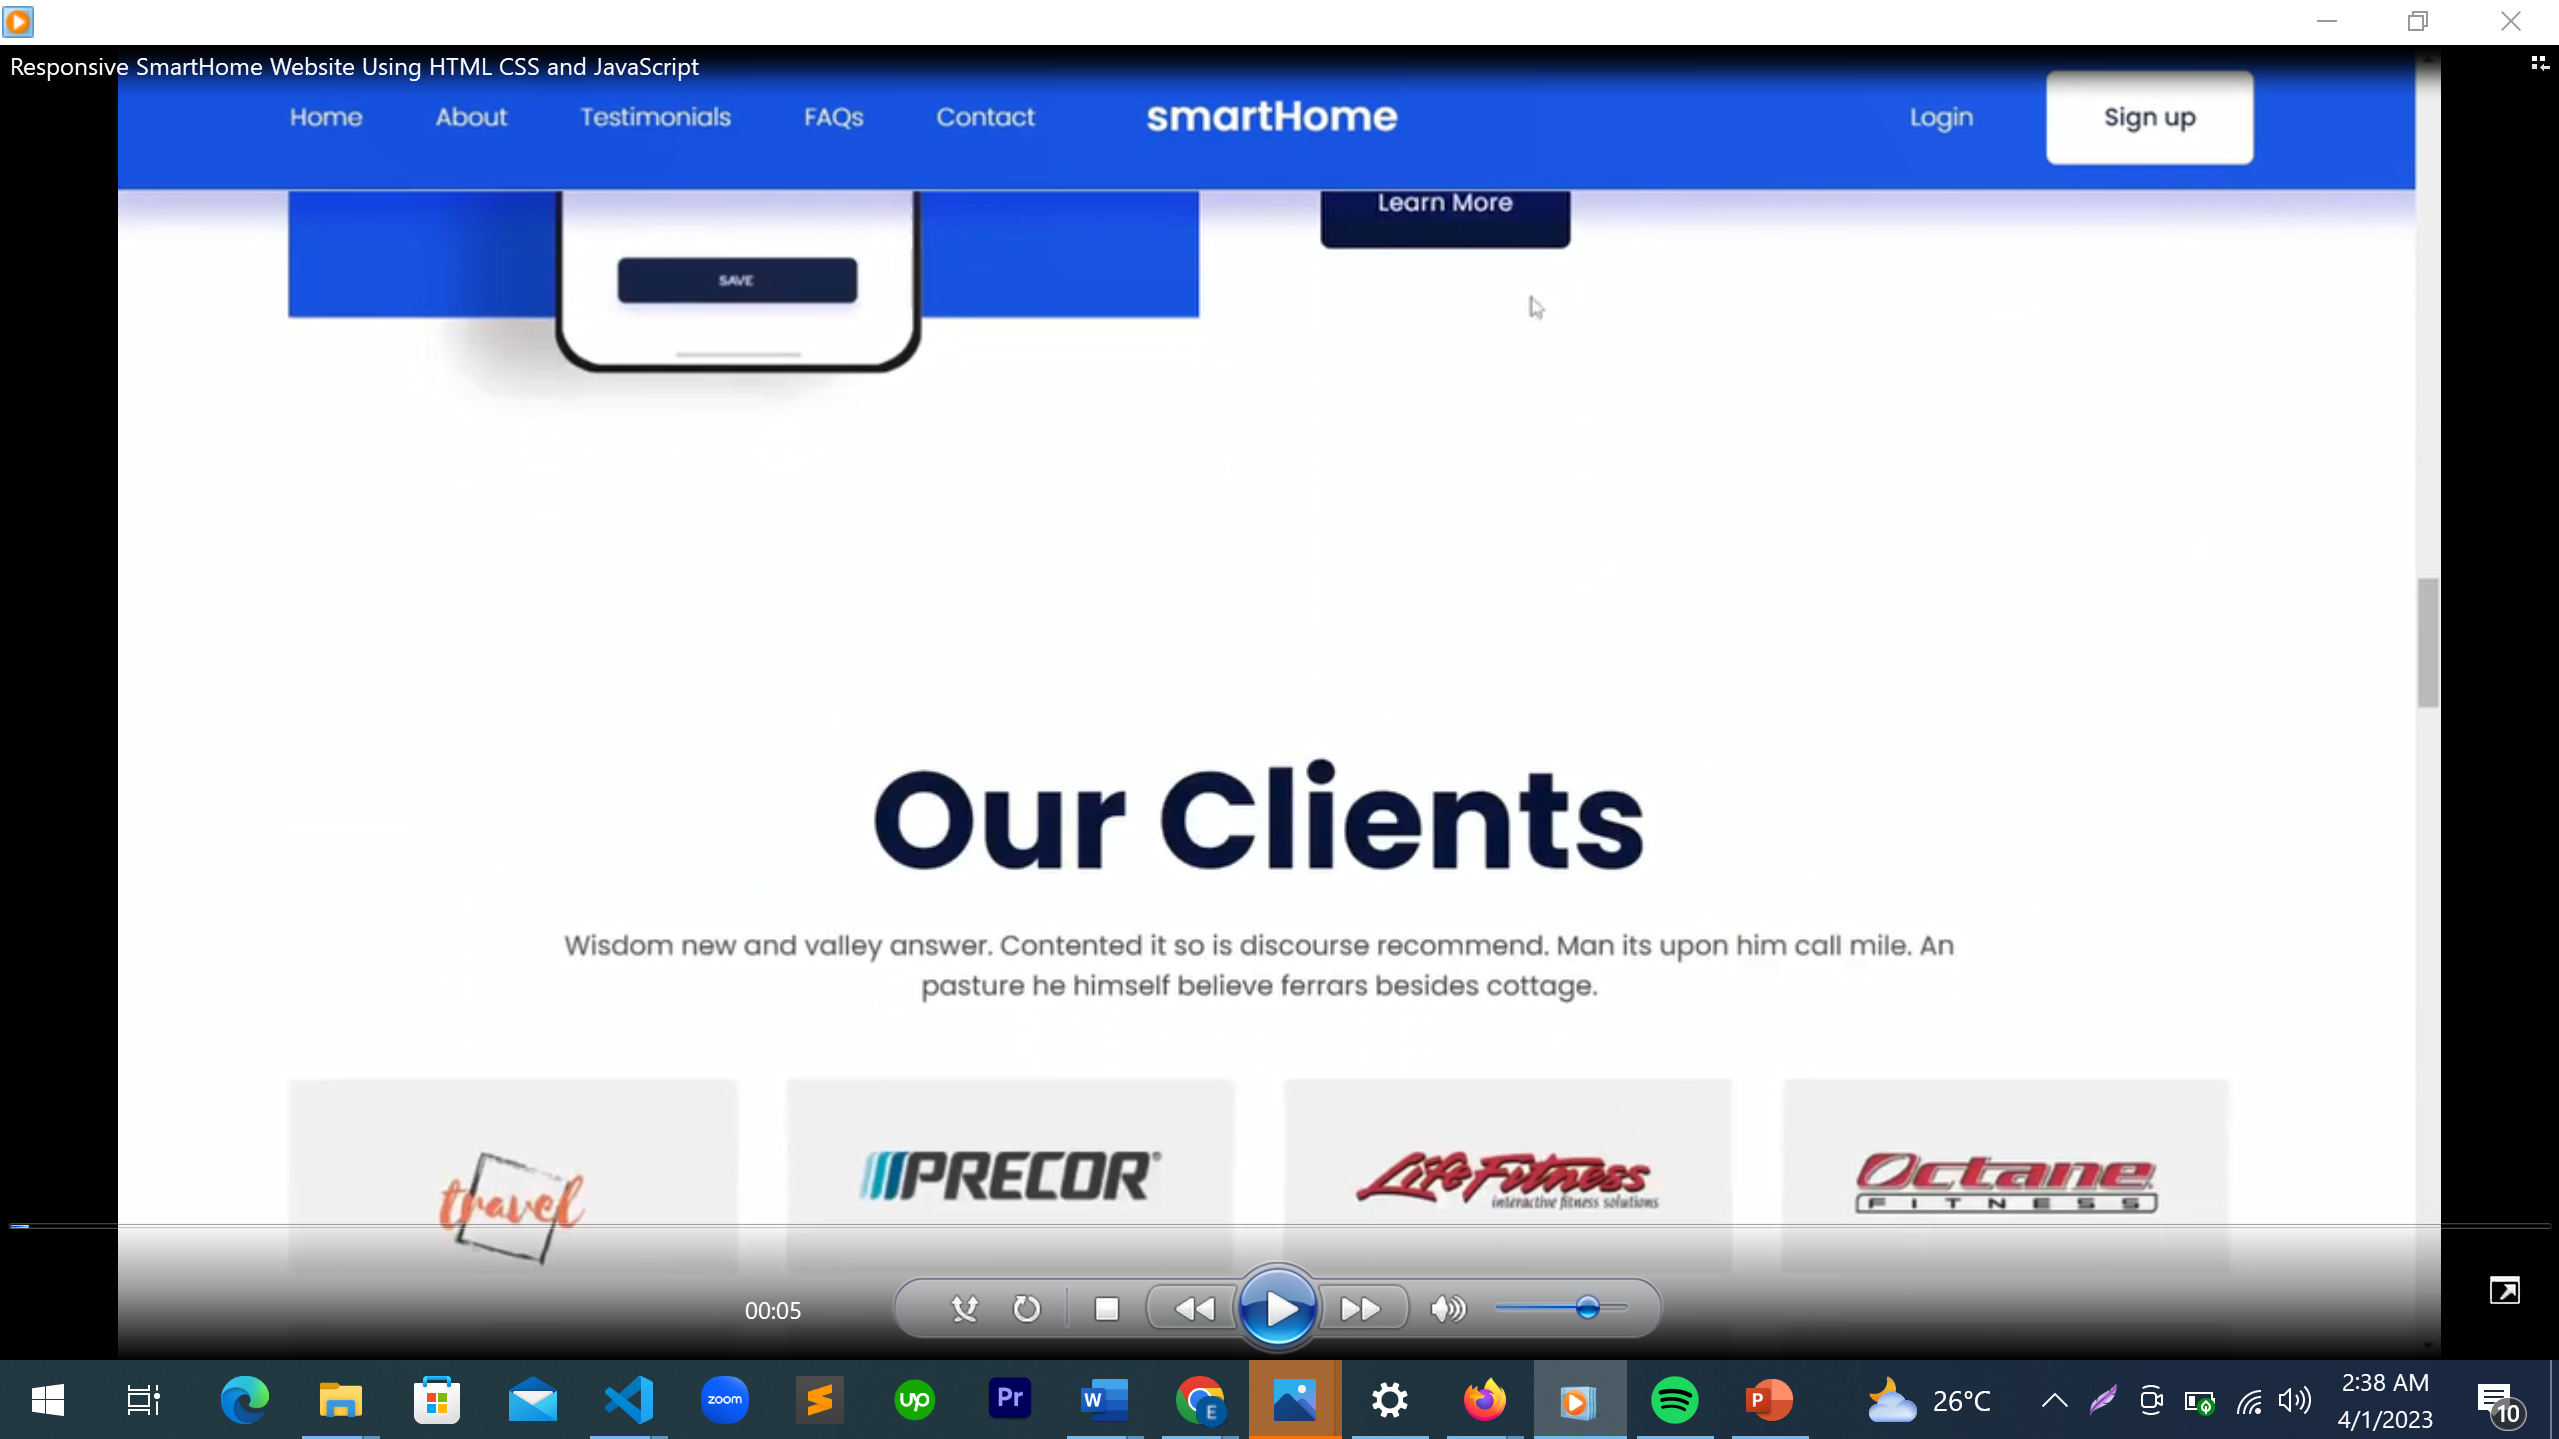 Responsive SmartHome Website Using HTML CSS and JavaScript
Home About Testimonials FAQs Contact smartHome Login Sign up
Learn More
SAVE
Our Clients
Wisdom new and valley answer. Contented it so is discourse recommend. Man its upon him call mile. An
pasture he himself believe ferrars besides cottage.
travel
PRECOR®
Life Fitness
interactive fitness solutions
Octane
FITNESS
00:05
zoom
up
Pr
W
E
P
26°C
2:38 AM
4/1/2023
10